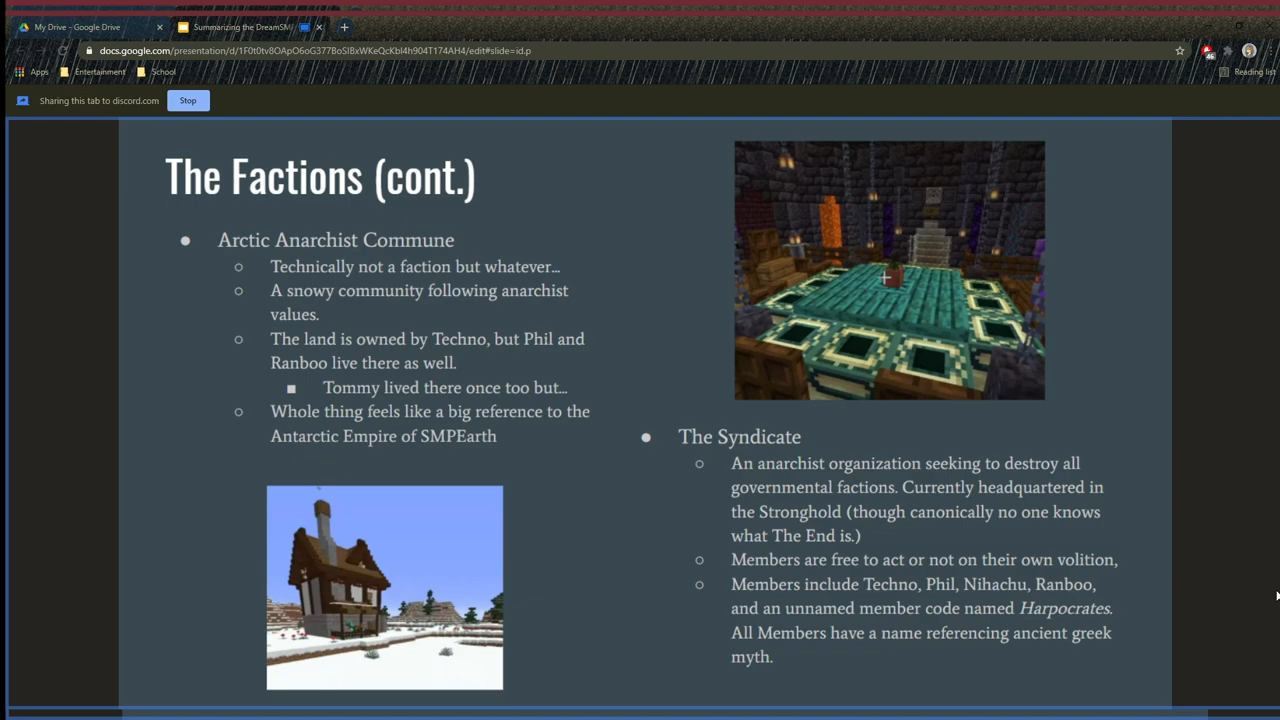 My Drive - Google Drive
Summarizing the DreamSM
docs.google.com/presentation/d/1F0t0tv8OApO6oG377BoSIBxWKeQcKbl4h904T174AH4/edit#slide=id.p
46
Apps
Entertainment
School
Reading list
Sharing this tab to discord.com
Stop
The Factions (cont.)
Arctic Anarchist Commune
Technically not a faction but whatever...
A snowy community following anarchist
values.
The land is owned by Techno, but Phil and
Ranboo live there as well.
Tommy lived there once too but...
Whole thing feels like a big reference to the
Antarctic Empire of SMPEarth
The Syndicate
An anarchist organization seeking to destroy all
governmental factions. Currently headquartered in
the Stronghold (though canonically no one knows
what The End is.)
Members are free to act or not on their own volition,
Members include Techno, Phil, Nihachu, Ranboo,
and an unnamed member code named Harpocrates.
All Members have a name referencing ancient greek
myth.